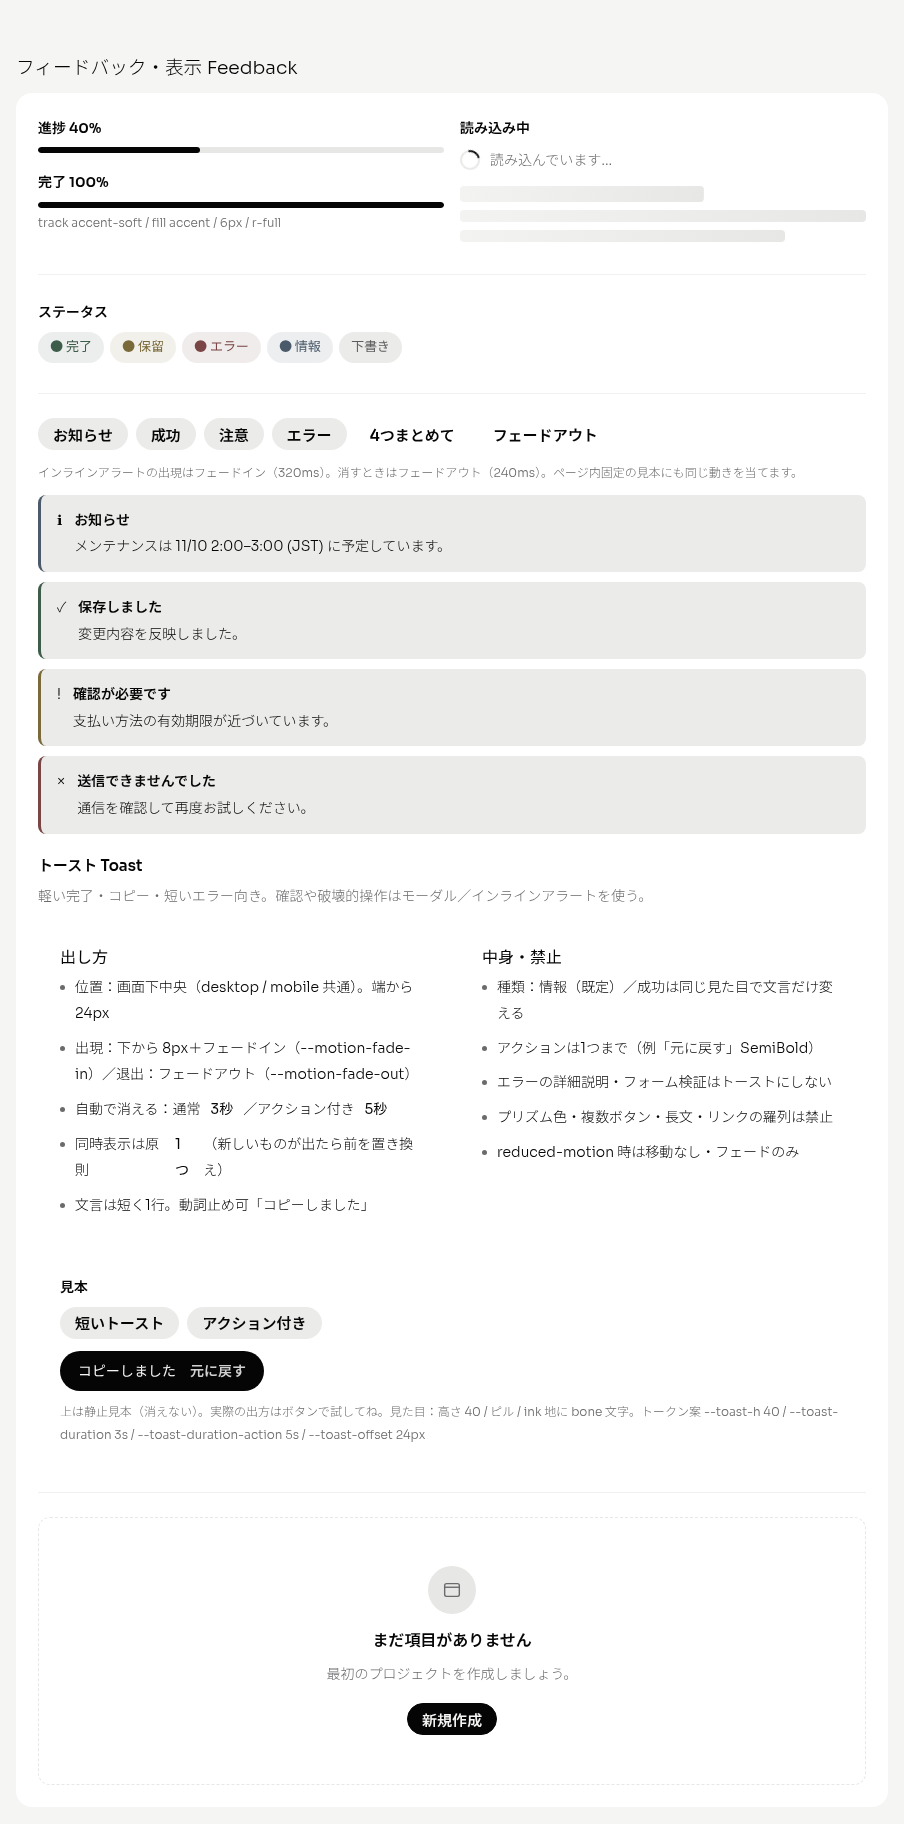 フィードバック・表示 Feedback
進捗 40%
完了 100%
track accent-soft / fill accent / 6px / r-full
読み込み中
読み込んでいます…
ステータス
完了
保留
エラー
情報
下書き
お知らせ 成功 注意 エラー 4つまとめて フェードアウト
インラインアラートの出現はフェードイン（320ms）。消すときはフェードアウト（240ms）。ページ内固定の見本にも同じ動きを当てます。
i お知らせ
メンテナンスは 11/10 2:00–3:00 (JST) に予定しています。
✓ 保存しました
変更内容を反映しました。
! 確認が必要です
支払い方法の有効期限が近づいています。
× 送信できませんでした
通信を確認して再度お試しください。
トースト Toast
軽い完了・コピー・短いエラー向き。確認や破壊的操作はモーダル／インラインアラートを使う。
出し方
位置：画面下中央（desktop / mobile 共通）。端から
24px
出現：下から 8px＋フェードイン（--motion-fade-
in）／退出：フェードアウト（--motion-fade-out）
自動で消える：通常 3秒 ／アクション付き 5秒
同時表示は原則 1つ （新しいものが出たら前を置き換え）
文言は短く1行。動詞止め可「コピーしました」
中身・禁止
種類：情報（既定）／成功は同じ見た目で文言だけ変
える
アクションは1つまで（例「元に戻す」SemiBold）
エラーの詳細説明・フォーム検証はトーストにしない
プリズム色・複数ボタン・長文・リンクの羅列は禁止
reduced-motion 時は移動なし・フェードのみ
見本
短いトースト アクション付き
コピーしました 元に戻す
上は静止見本（消えない）。実際の出方はボタンで試してね。見た目：高さ 40 / ピル / ink 地に bone 文字。トークン案 --toast-h 40 / --toast-
duration 3s / --toast-duration-action 5s / --toast-offset 24px
まだ項目がありません
最初のプロジェクトを作成しましょう。
新規作成